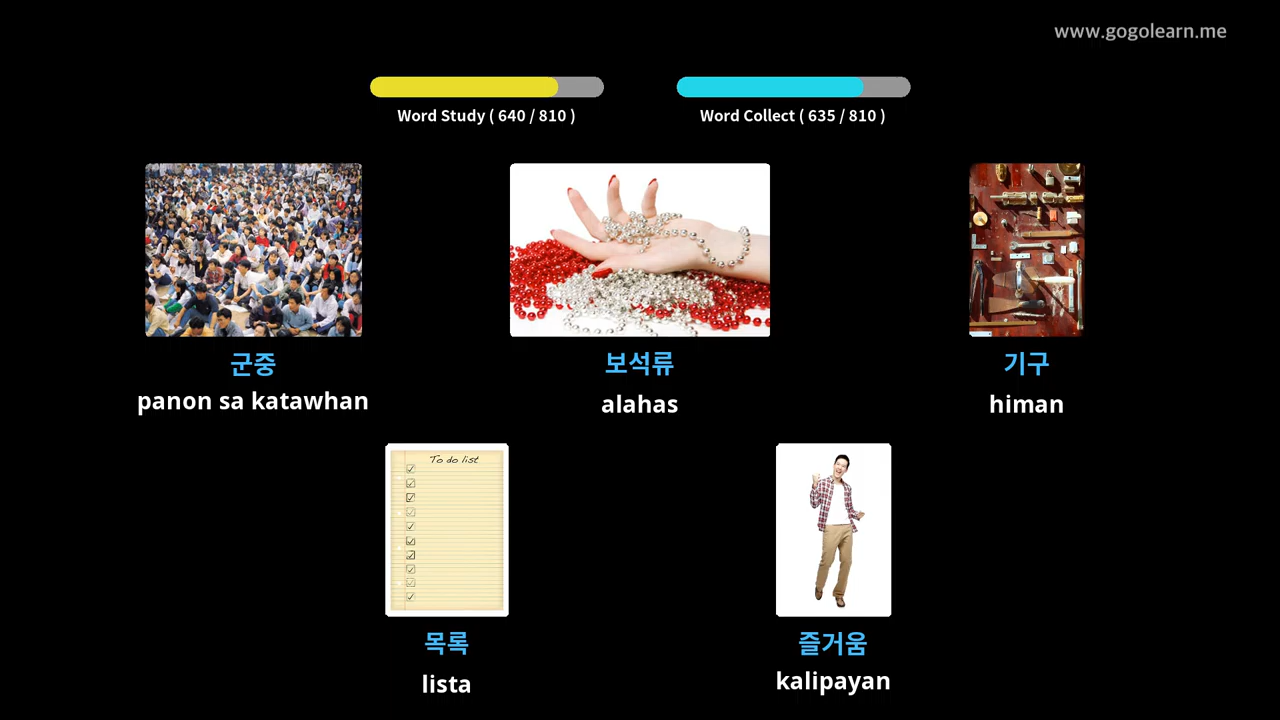 www.gogolearn.me
Word Study ( 640 / 810 )
Word Collect ( 635 / 810 )
군중
보석류
기구
panon sa katawhan
alahas
himan
To do list
목록
즐거움
lista
kalipayan